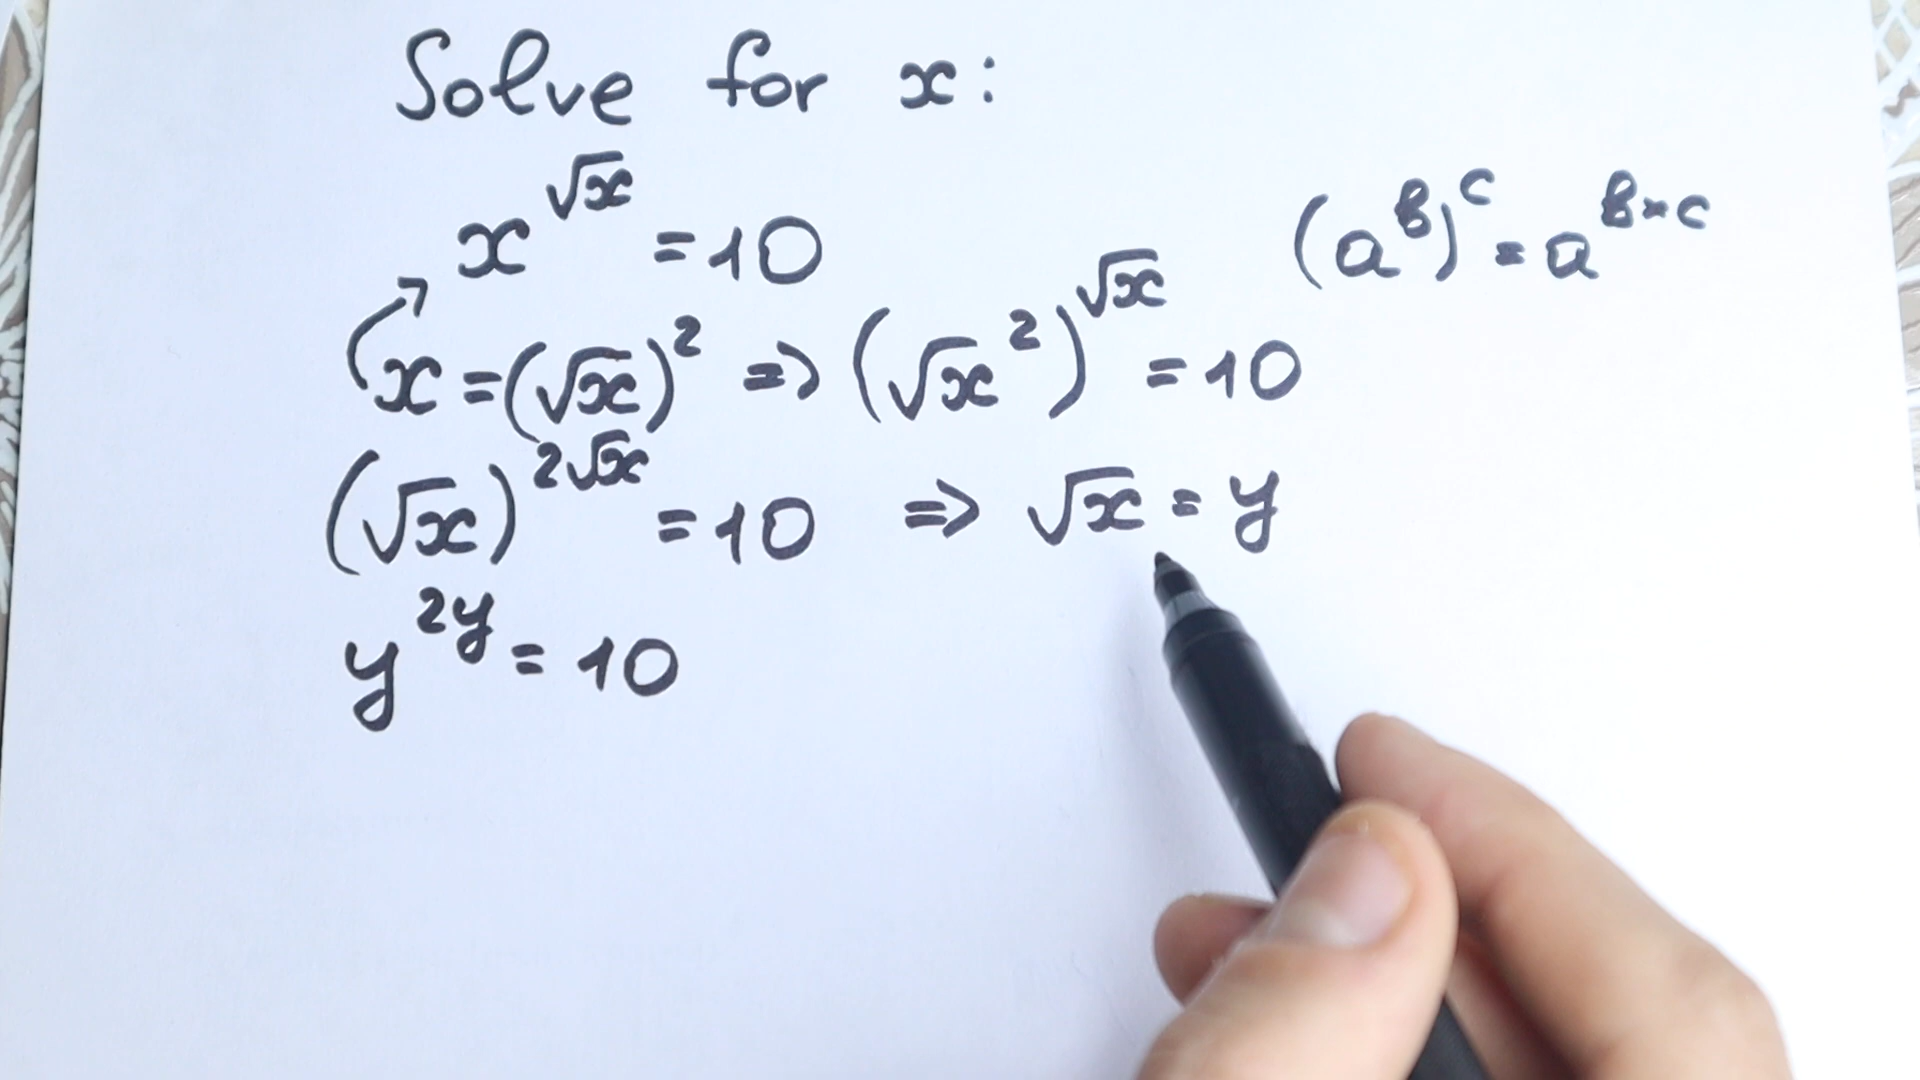 Solve for x:
x^√x = 10
(a^b)^c = a^(b×c)
x = (√x)^2 => (√x^2)^√x = 10
(√x)^(2√x) = 10 => √x = y
y^(2y) = 10